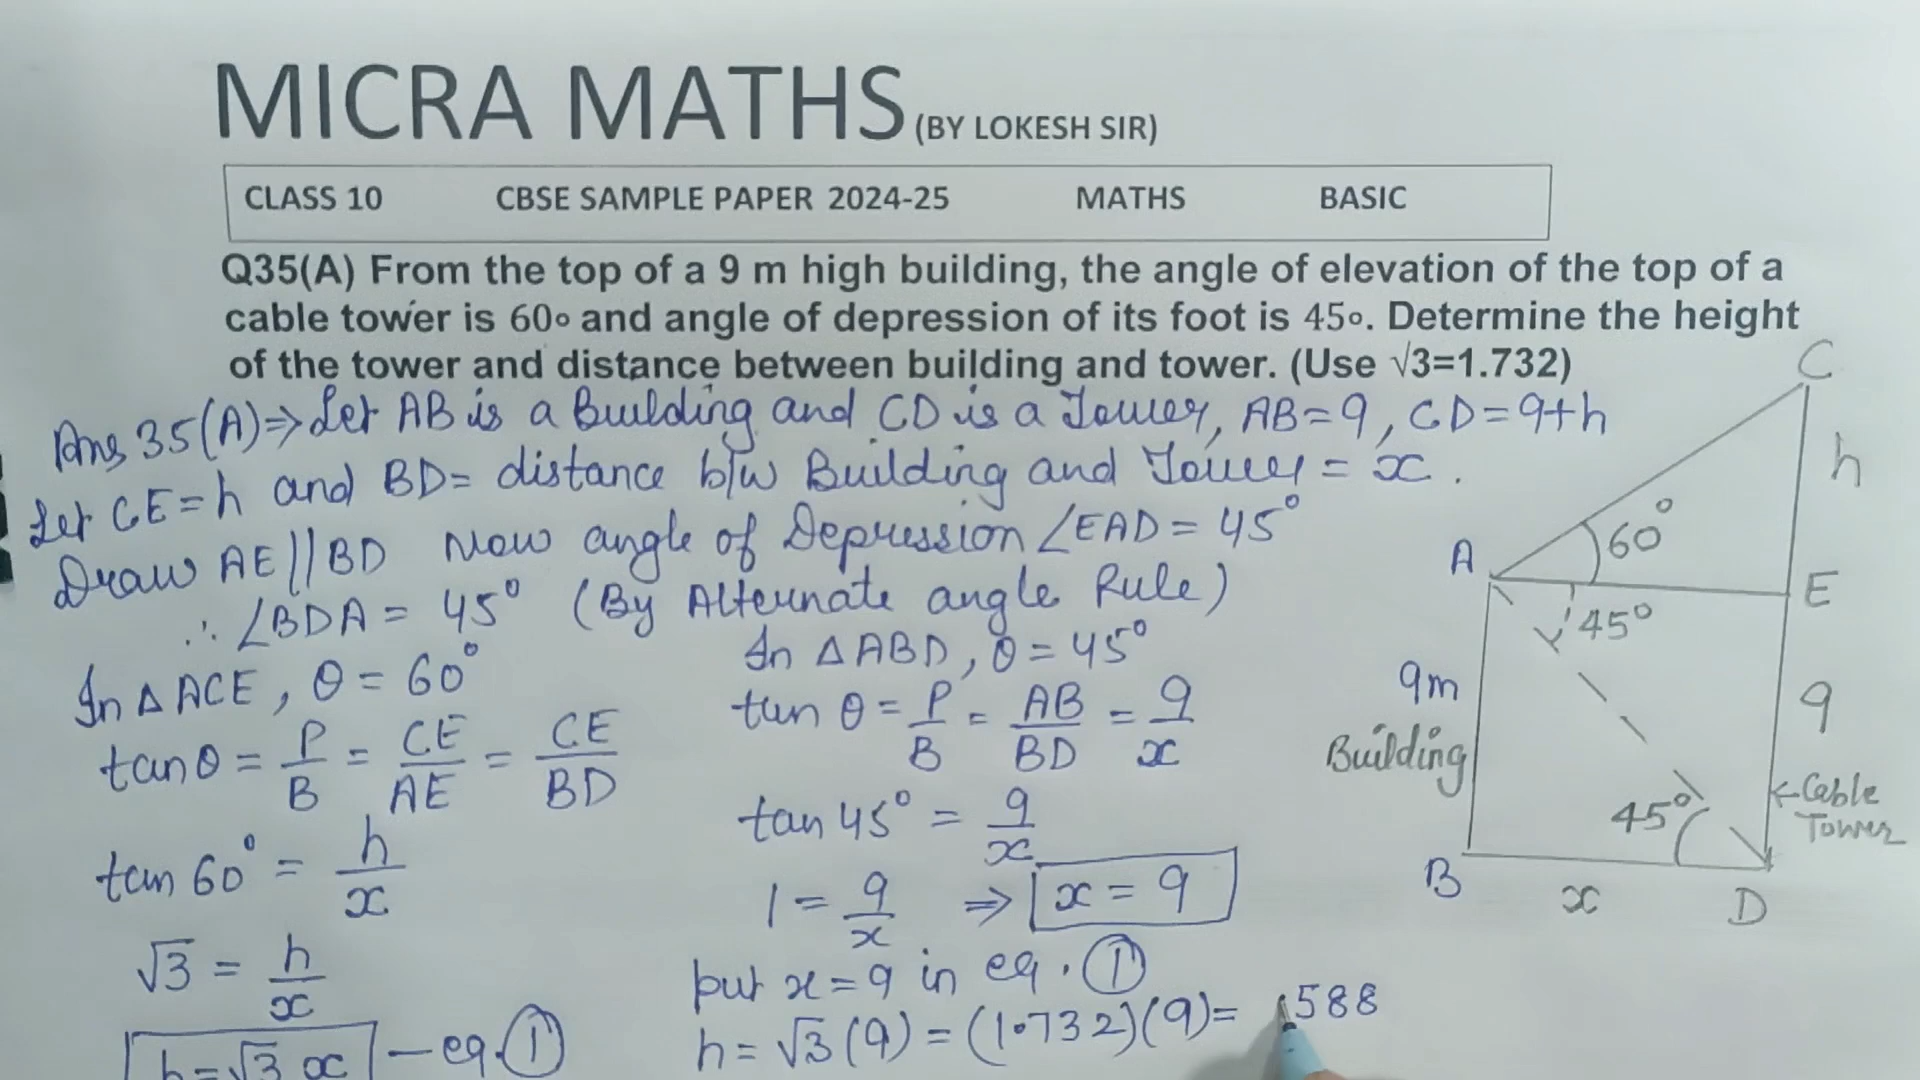 MICRA MATHS (BY LOKESH SIR)
CLASS 10 CBSE SAMPLE PAPER 2024-25 MATHS BASIC
Q35(A) From the top of a 9 m high building, the angle of elevation of the top of a
cable tower is 60∘ and angle of depression of its foot is 45∘. Determine the height
of the tower and distance between building and tower. (Use √3=1.732)
Ans 35(A)⇒ Let AB is a Building and CD is a Tower, AB=9, CD=9+h
Let CE=h and BD= distance b/w Building and Tower = x.
Draw AE||BD Now angle of Depression ∠EAD = 45°
∴ ∠BDA = 45° (By Alternate angle Rule)
In △ACE, θ = 60°
tanθ = P/B = CE/AE = CE/BD
tan 60° = h/x
√3 = h/x
h=√3 x — eq. ①
In △ABD, θ = 45°
tan θ = P/B = AB/BD = 9/x
tan 45° = 9/x
1 = 9/x ⇒ x = 9
put x=9 in eq. ①
h = √3 (9) = (1.732)(9) = 588
C
h
60°
A
E
45°
9m
9
Building
←Cable
Tower
45°
B
x
D